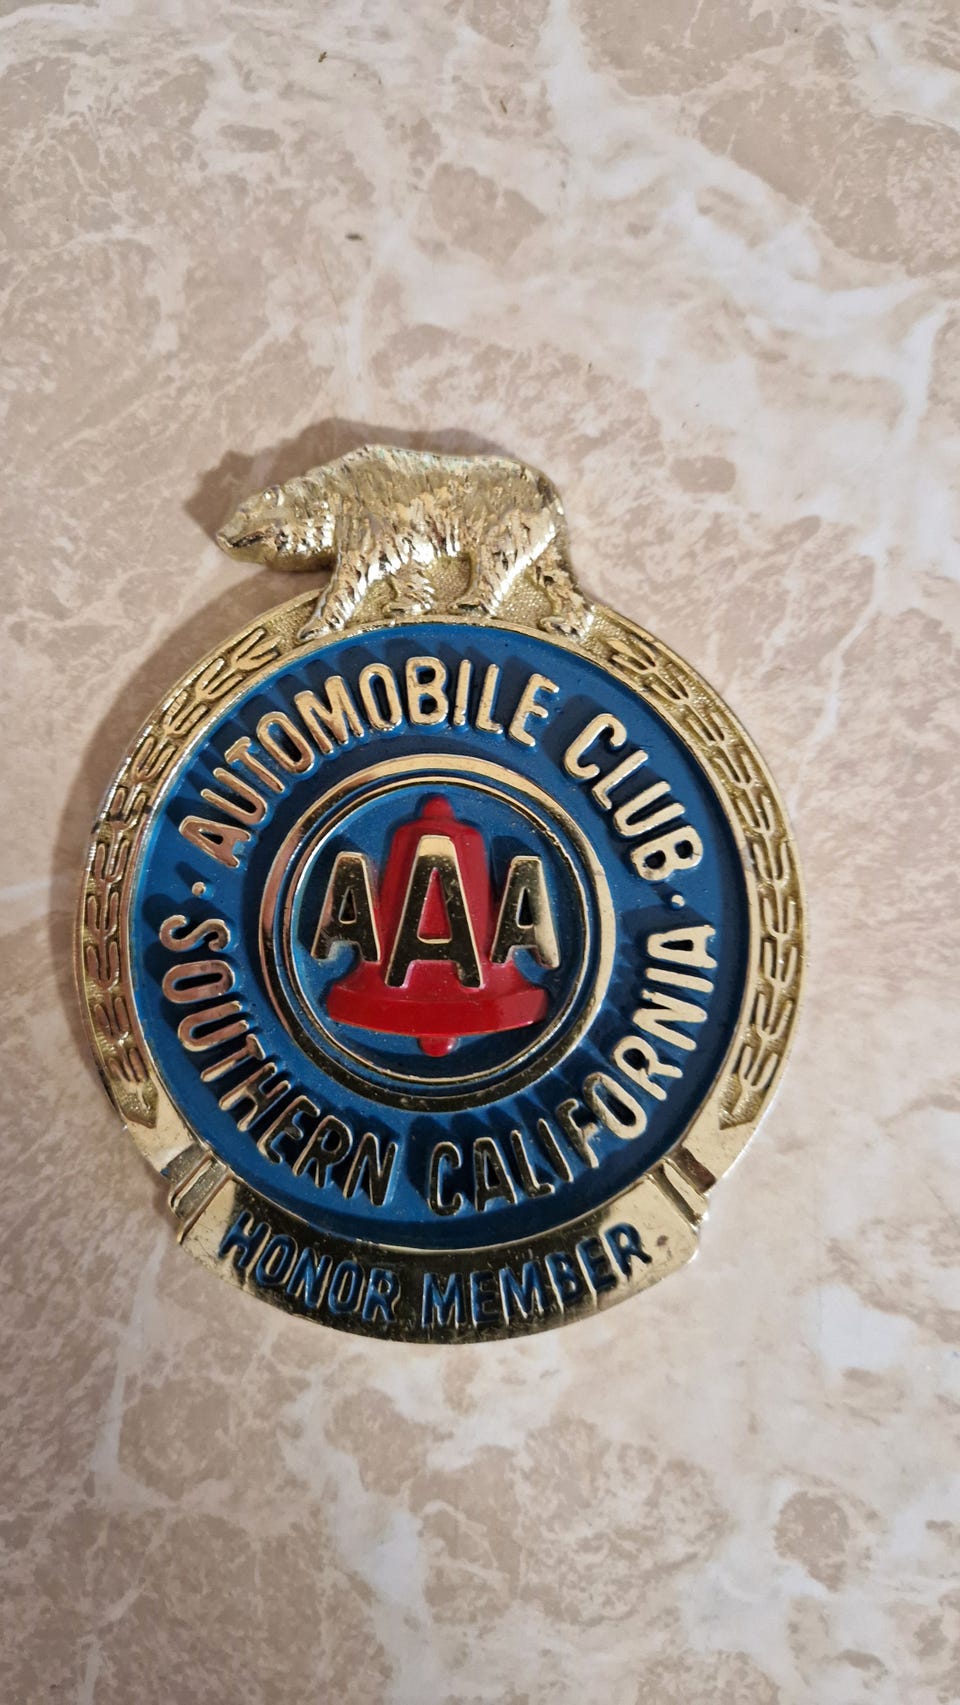 AUTOMOBILE CLUB
· SOUTHERN CALIFORNIA ·
AAA
HONOR MEMBER